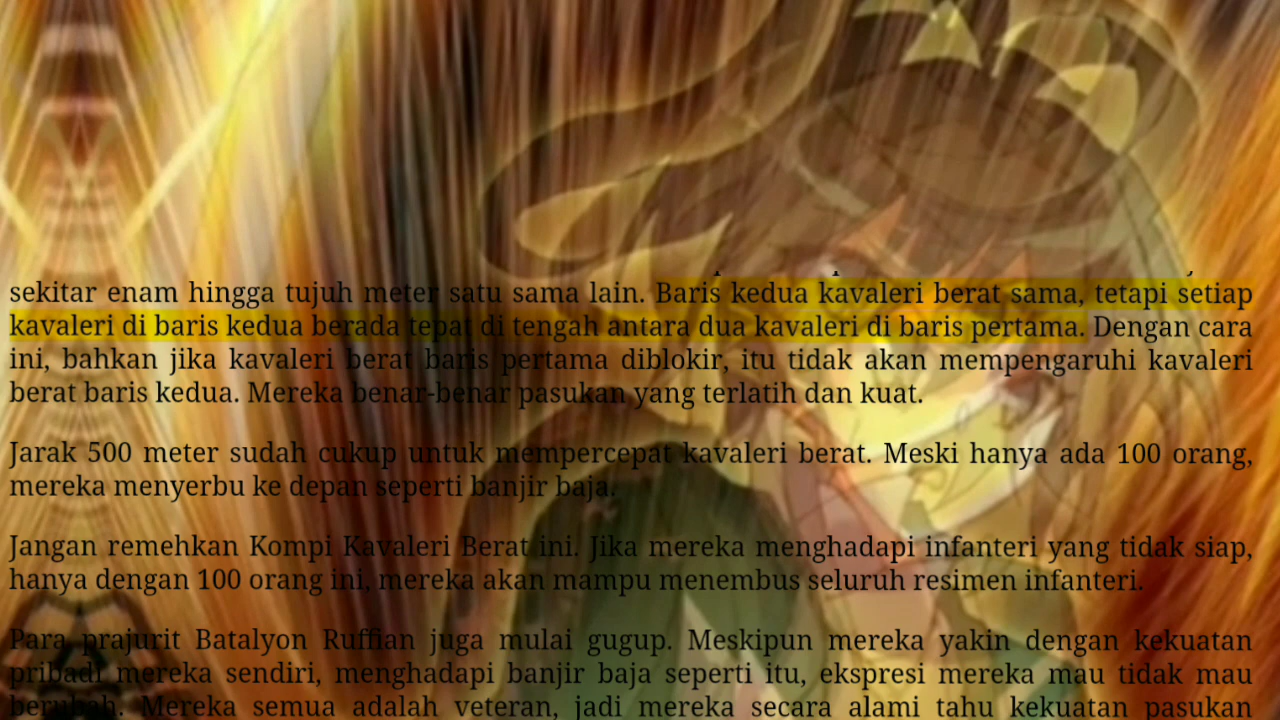 sekitar enam hingga tujuh meter satu sama lain. Baris kedua kavaleri berat sama, tetapi setiap
kavaleri di baris kedua berada tepat di tengah antara dua kavaleri di baris pertama. Dengan cara
ini, bahkan jika kavaleri berat baris pertama diblokir, itu tidak akan mempengaruhi kavaleri
berat baris kedua. Mereka benar-benar pasukan yang terlatih dan kuat.
Jarak 500 meter sudah cukup untuk mempercepat kavaleri berat. Meski hanya ada 100 orang,
mereka menyerbu ke depan seperti banjir baja.
Jangan remehkan Kompi Kavaleri Berat ini. Jika mereka menghadapi infanteri yang tidak siap,
hanya dengan 100 orang ini, mereka akan mampu menembus seluruh resimen infanteri.
Para prajurit Batalyon Ruffian juga mulai gugup. Meskipun mereka yakin dengan kekuatan
pribadi mereka sendiri, menghadapi banjir baja seperti itu, ekspresi mereka mau tidak mau
berubah. Mereka semua adalah veteran, jadi mereka secara alami tahu kekuatan pasukan